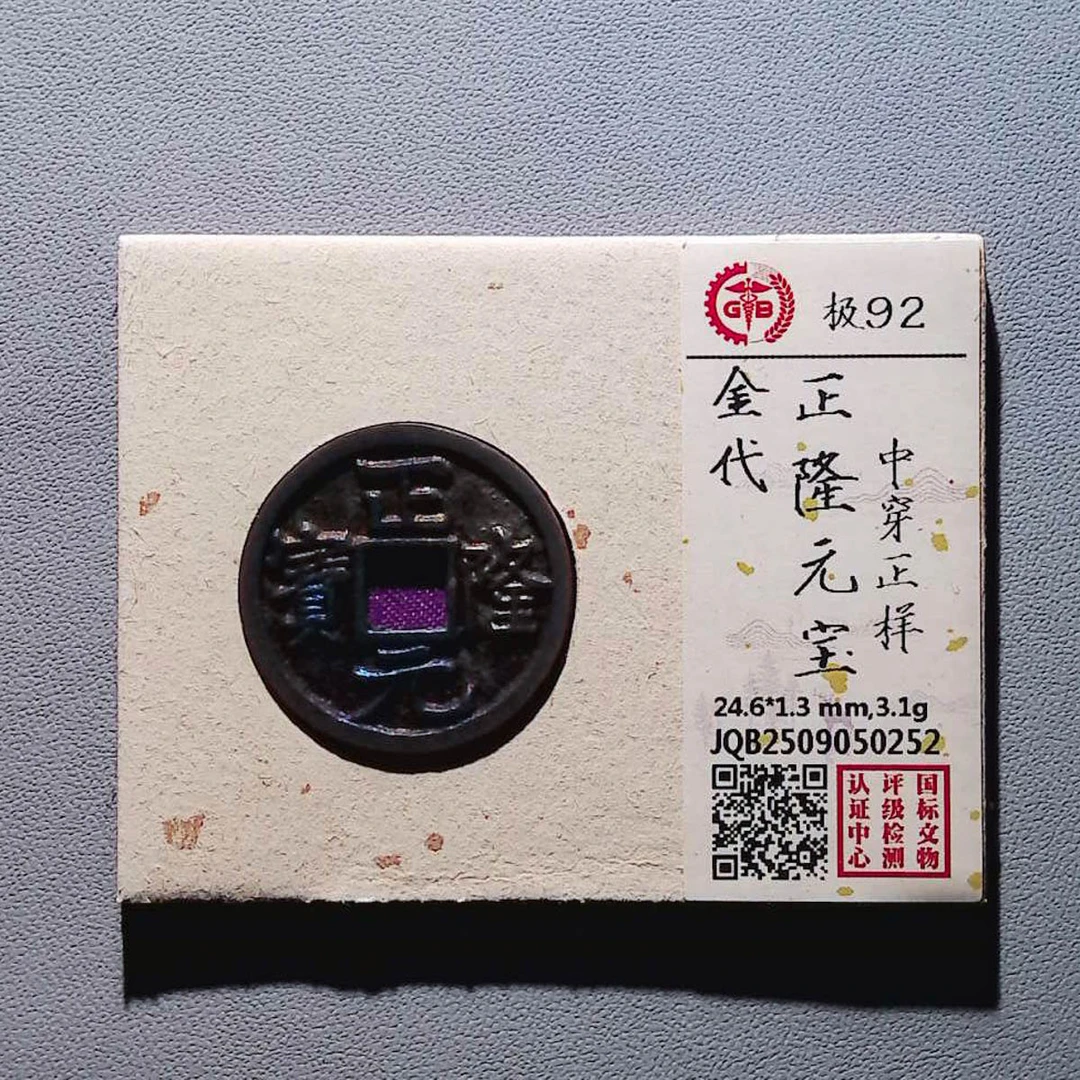 正隆元寳
GB
极92
金代
正隆元宝
中穿正样
24.6*1.3 mm,3.1g
JQB2509050252
国标文物
评级检测
认证中心